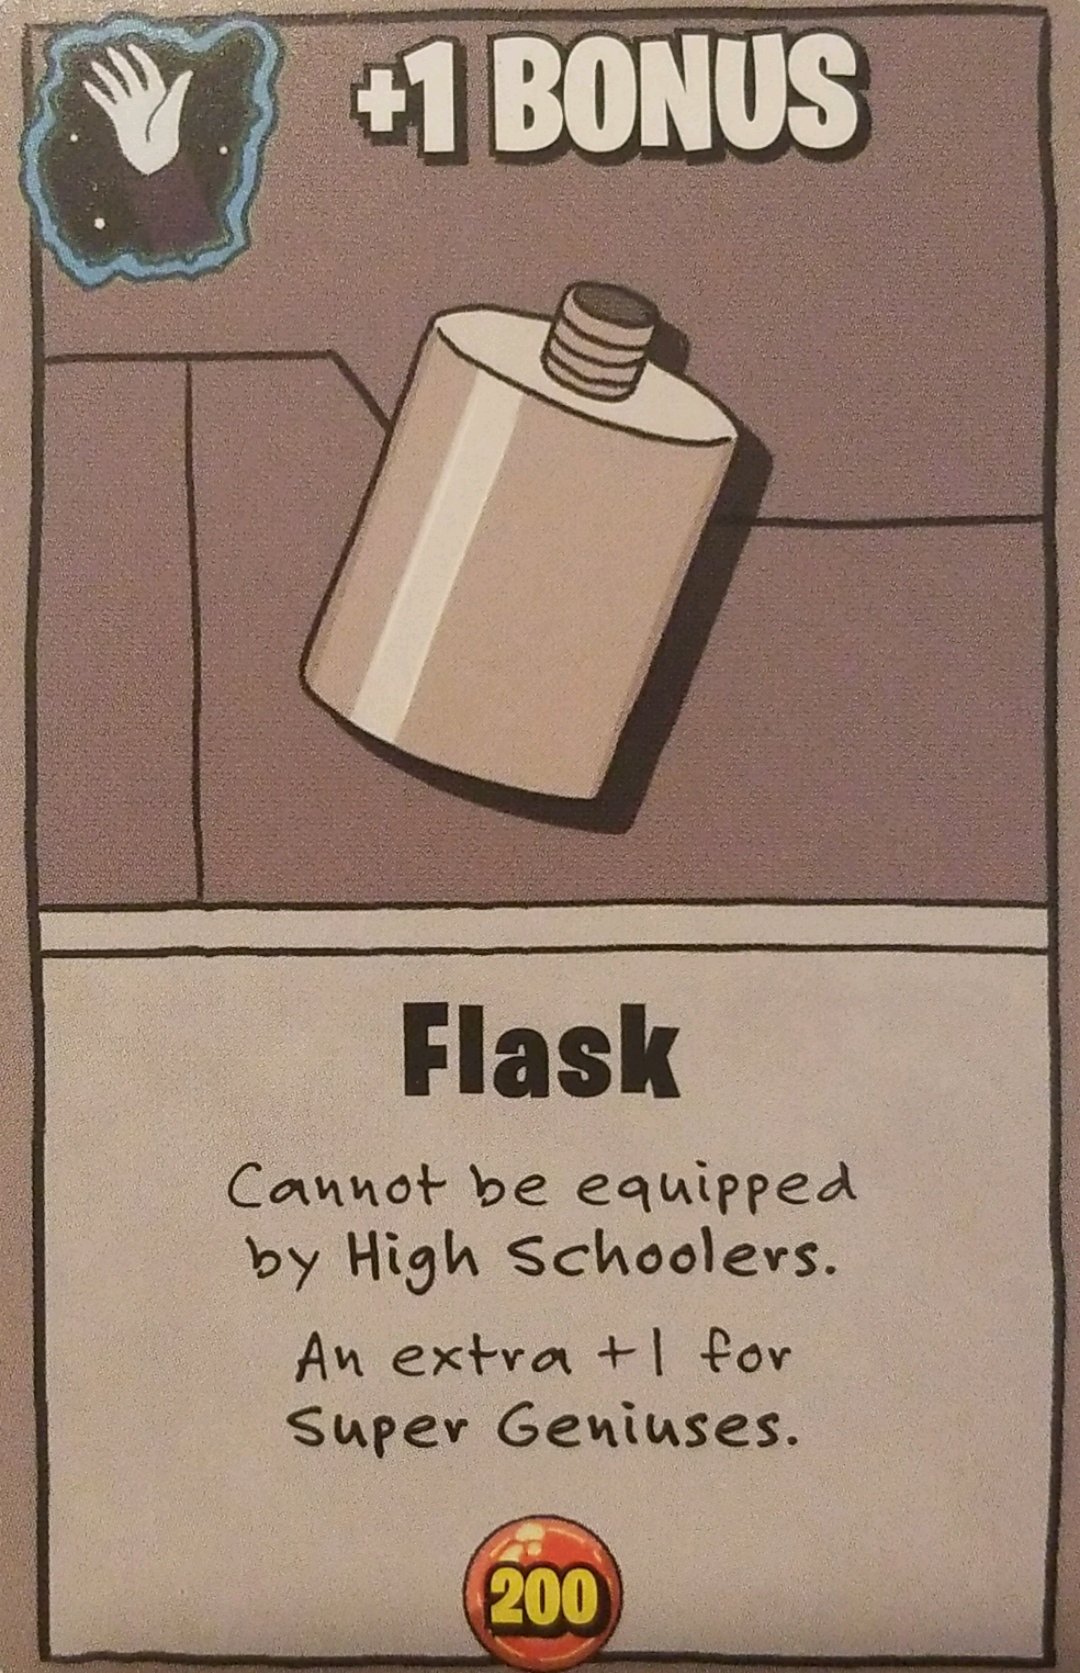 +1 BONUS
Flask
Cannot be equipped
by High Schoolers.
An extra +1 for
Super Geniuses.
200